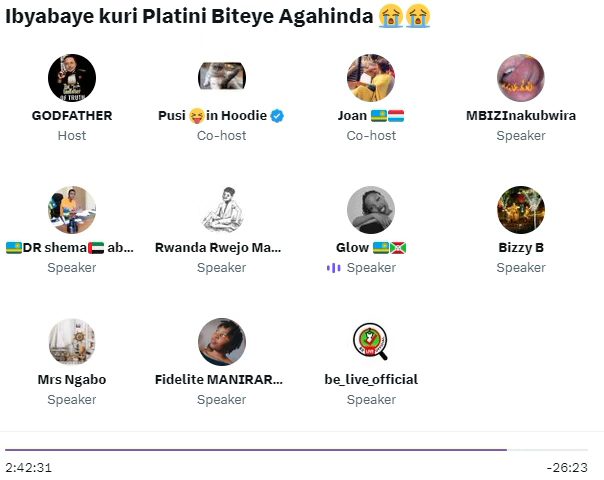 Ibyabaye kuri Platini Biteye Agahinda 😭😭
GODFATHER
Host
Pusi 😝in Hoodie
Co-host
Joan 🇷🇼🇱🇺
Co-host
MBIZInakubwira
Speaker
🇷🇼DR shema🇦🇪 ab...
Speaker
Rwanda Rwejo Ma...
Speaker
Glow 🇷🇼🇧🇮
Speaker
Bizzy B
Speaker
Mrs Ngabo
Speaker
Fidelite MANIRAR...
Speaker
be_live_official
Speaker
2:42:31
-26:23